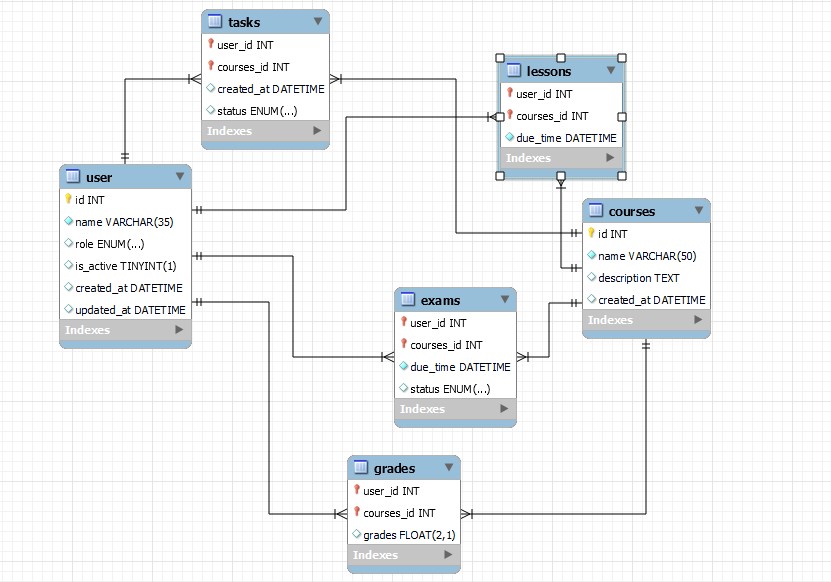 tasks
user_id INT
courses_id INT
created_at DATETIME
status ENUM(...)
Indexes
lessons
user_id INT
courses_id INT
due_time DATETIME
Indexes
user
id INT
name VARCHAR(35)
role ENUM(...)
is_active TINYINT(1)
created_at DATETIME
updated_at DATETIME
Indexes
courses
id INT
name VARCHAR(50)
description TEXT
created_at DATETIME
Indexes
exams
user_id INT
courses_id INT
due_time DATETIME
status ENUM(...)
Indexes
grades
user_id INT
courses_id INT
grades FLOAT(2,1)
Indexes